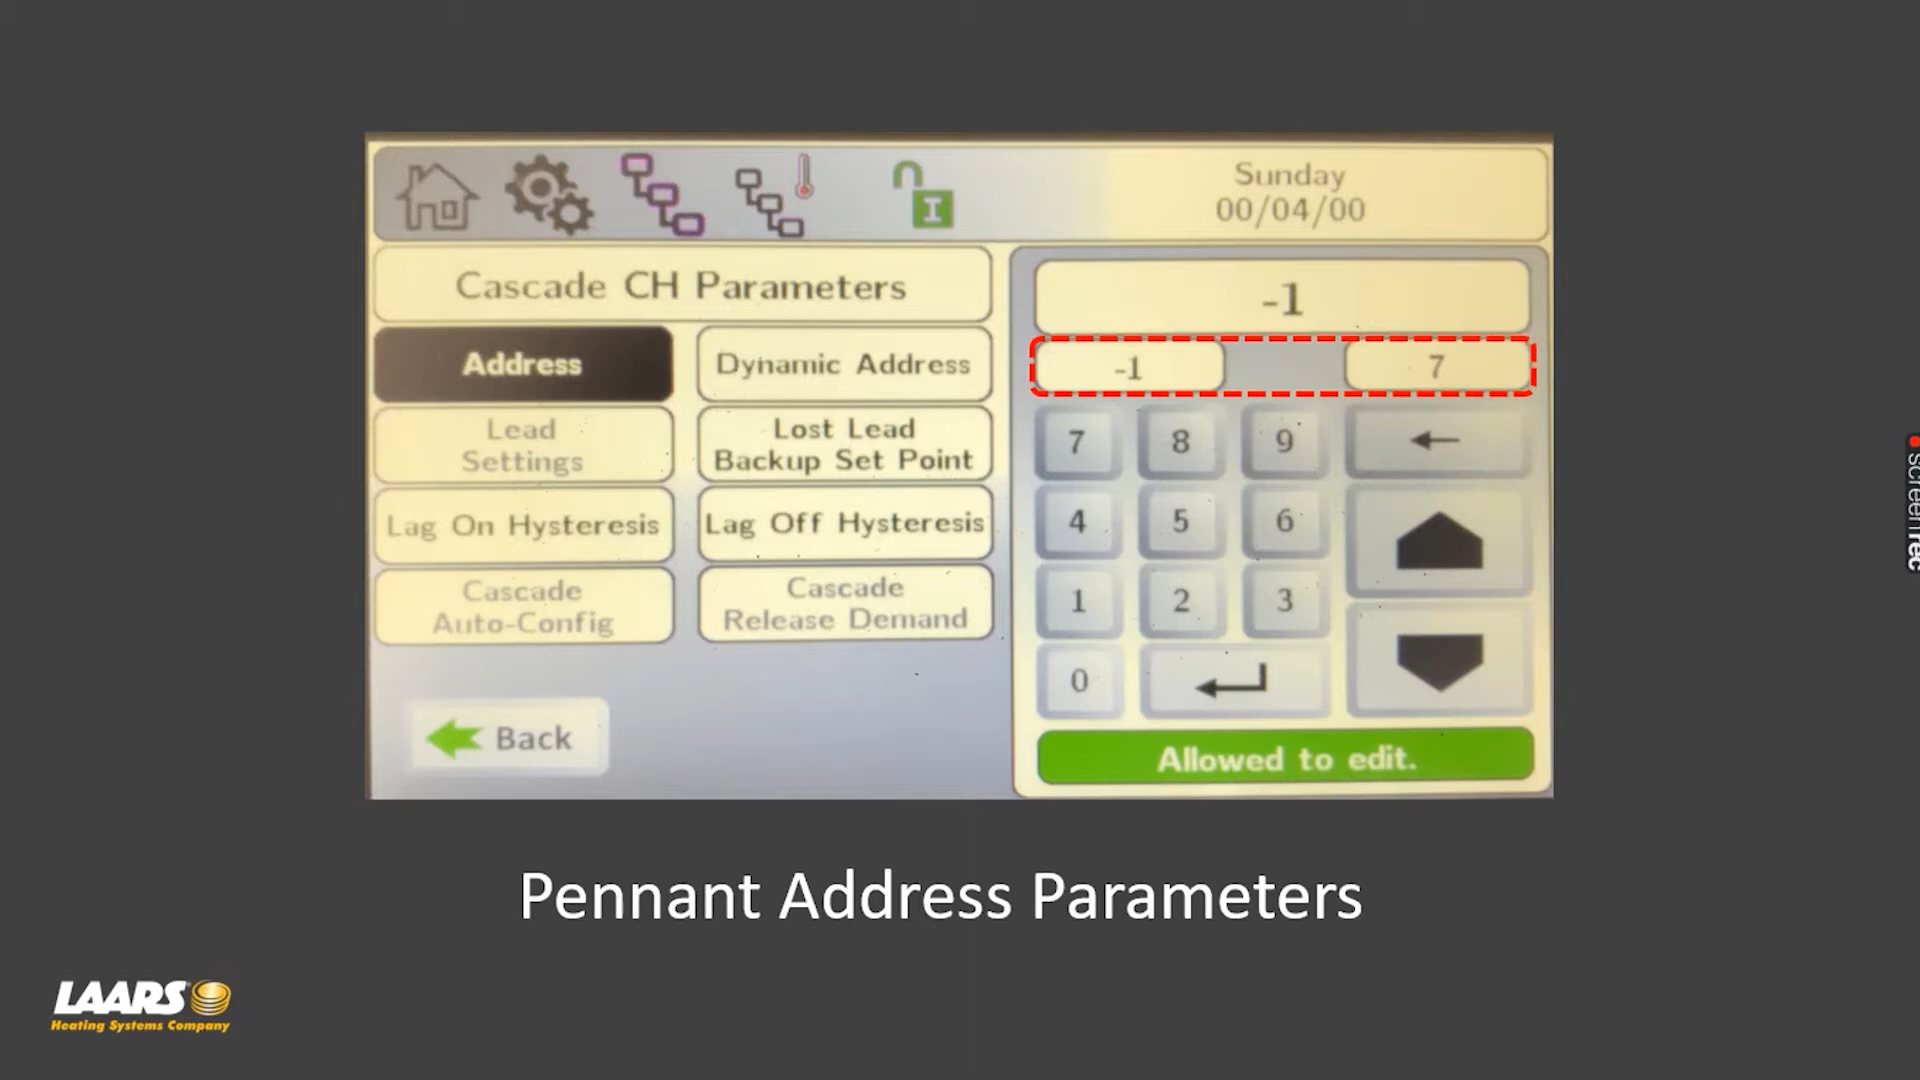 Sunday
00/04/00
Cascade CH Parameters
-1
Address
Dynamic Address
-1
7
Lead
Settings
Lost Lead
Backup Set Point
7
8
9
Lag On Hysteresis
Lag Off Hysteresis
4
5
6
Cascade
Auto-Config
Cascade
Release Demand
1
2
3
0
Back
Allowed to edit.
Pennant Address Parameters
LAARS
Heating Systems Company
screenrec